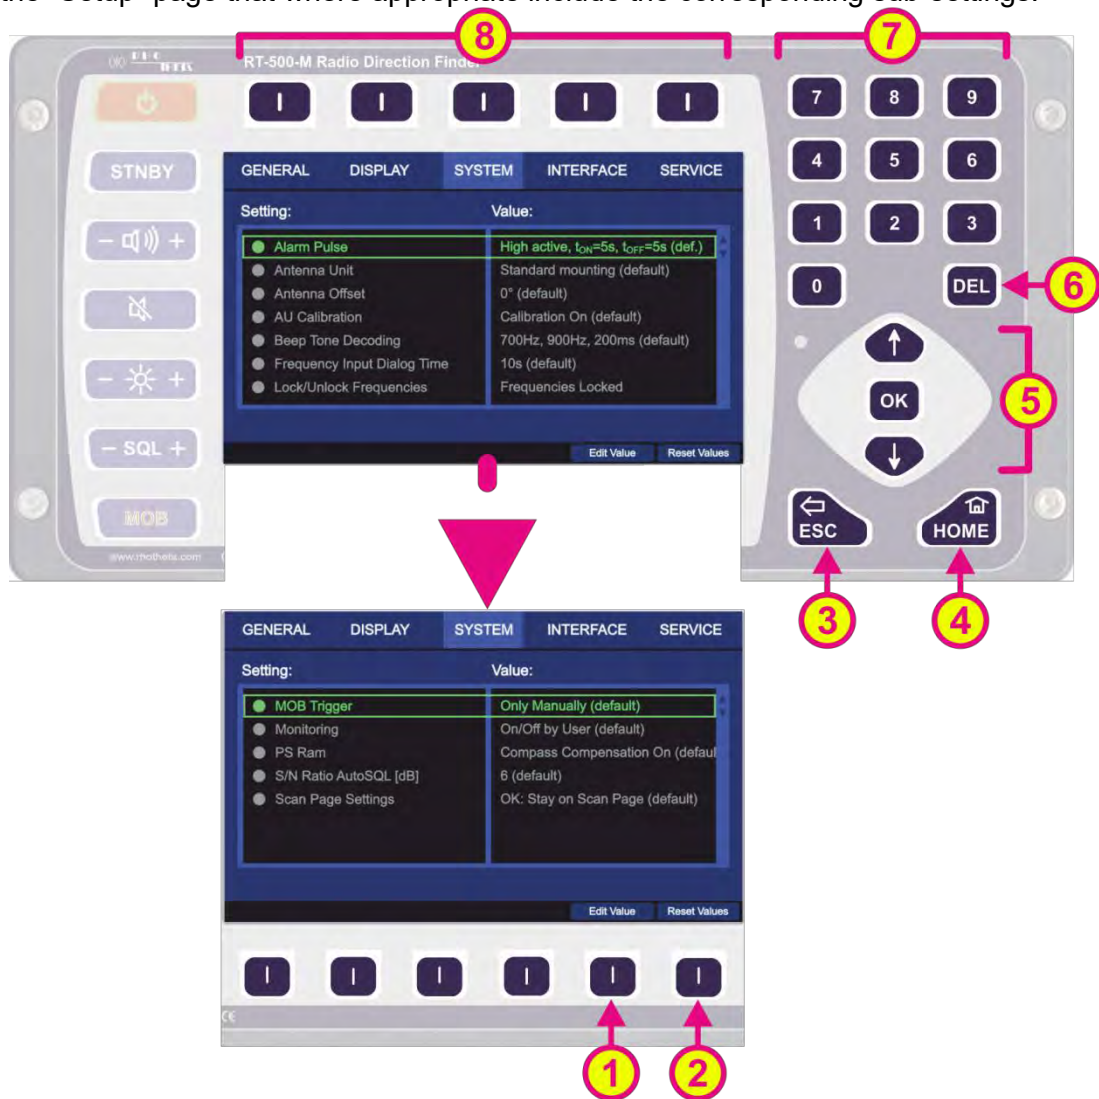 the "Setup" page that where appropriate include the corresponding sub-settings.
8
7
RT-500-M Radio Direction Finder
7 8 9
STNBY
4 5 6
GENERAL DISPLAY SYSTEM INTERFACE SERVICE
Setting: Value:
1 2 3
- +
Alarm Pulse High active, tON=5s, tOFF=5s (def.)
Antenna Unit Standard mounting (default)
0 DEL 6
Antenna Offset 0° (default)
AU Calibration Calibration On (default)
Beep Tone Decoding 700Hz, 900Hz, 200ms (default)
Frequency Input Dialog Time 10s (default)
- +
Lock/Unlock Frequencies Frequencies Locked
OK 5
- SQL +
Edit Value Reset Values
MOB
ESC HOME
www.rhotheta.com
3 4
GENERAL DISPLAY SYSTEM INTERFACE SERVICE
Setting: Value:
MOB Trigger Only Manually (default)
Monitoring On/Off by User (default)
PS Ram Compass Compensation On (defaul
S/N Ratio AutoSQL [dB] 6 (default)
Scan Page Settings OK: Stay on Scan Page (default)
Edit Value Reset Values
CE
1 2